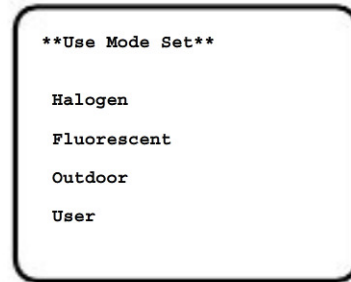 **Use Mode Set**
Halogen
Fluorescent
Outdoor
User